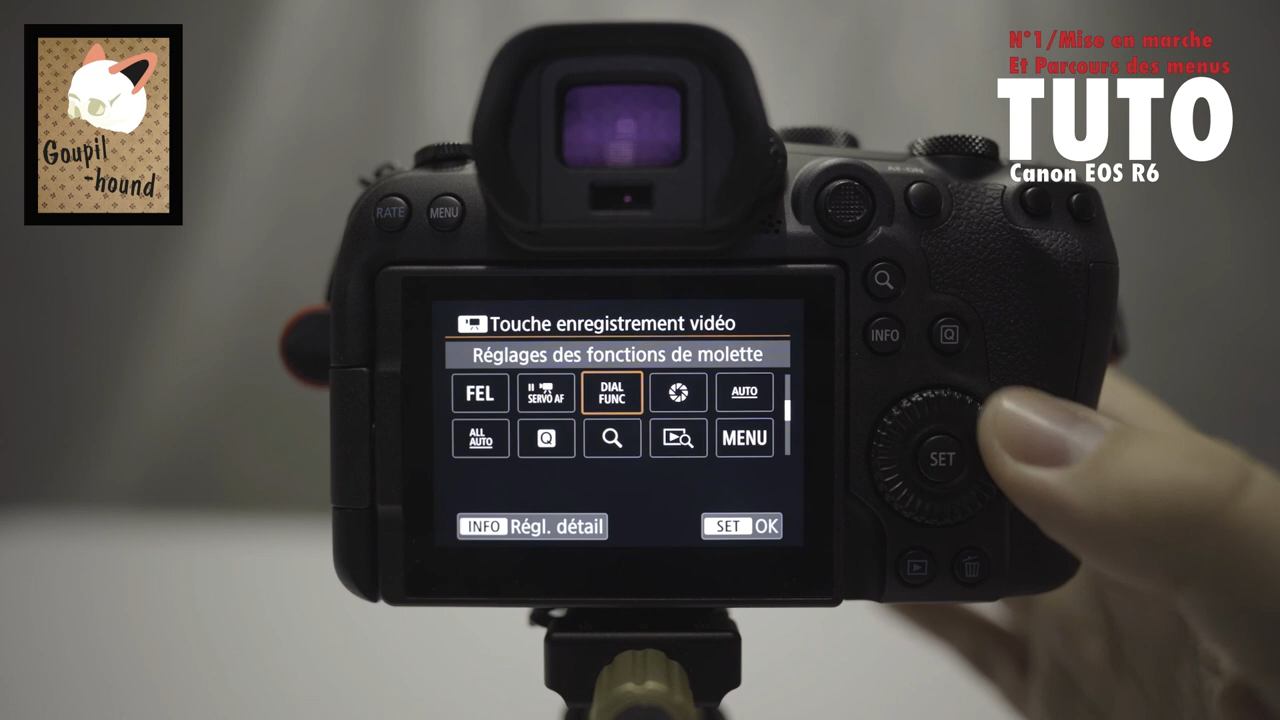 Goupil
-hound
N°1/Mise en marche
Et Parcours des menus
TUTO
Canon EOS R6
RATE
MENU
INFO
Q
SET
Touche enregistrement vidéo
Réglages des fonctions de molette
FEL
SERVO AF
DIAL
FUNC
AUTO
ALL
AUTO
Q
MENU
INFO Régl. détail
SET OK